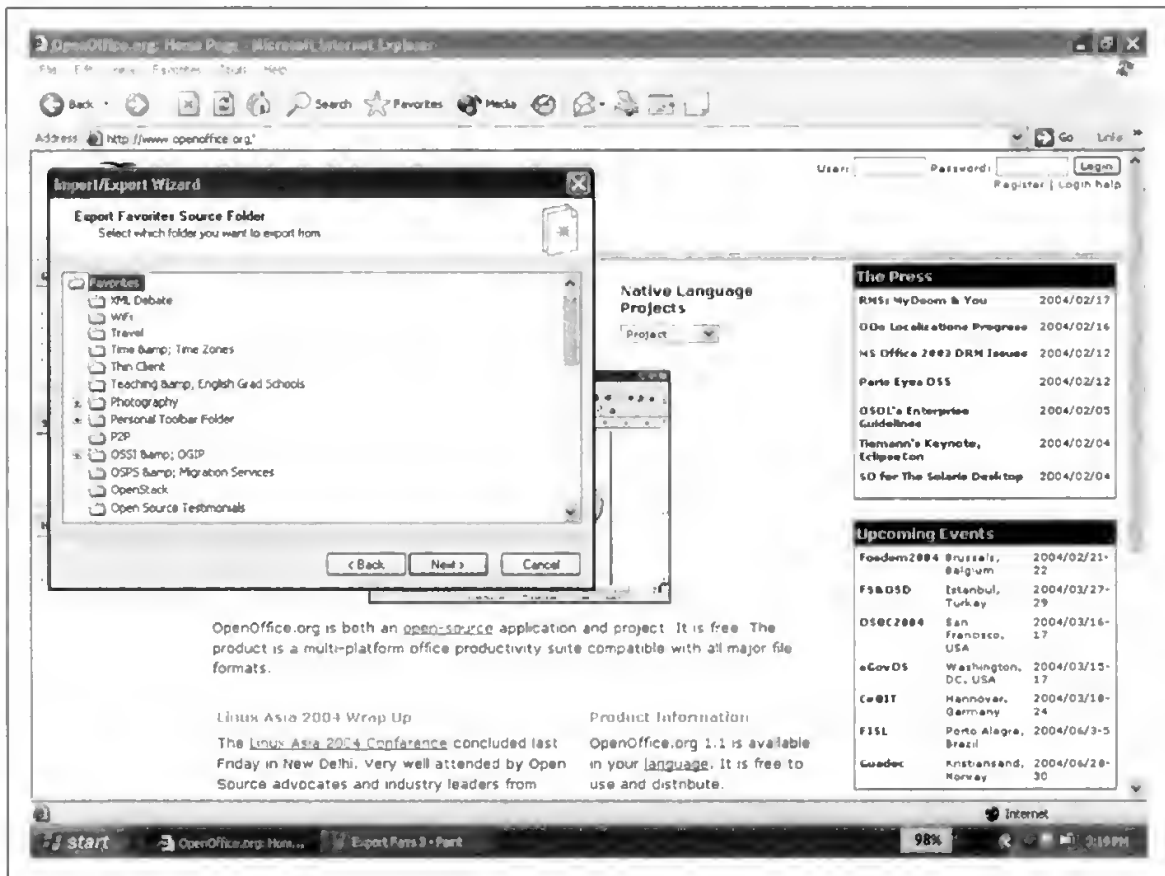 OpenOffice.org: Home Page - Microsoft Internet Explorer
File Edit View Favorites Tools Help
Back Search Favorites Media
Address http://www.openoffice.org/ Go Links
User: Password: Login
Register | Login help
Import/Export Wizard
Export Favorites Source Folder
Select which folder you want to export from
Favorites
XML Debate
WiFi
Travel
Time &amp; Time Zones
Thin Client
Teaching &amp; English Grad Schools
Photography
Personal Toolbar Folder
P2P
OSSI &amp; OGIP
OSPS &amp; Migration Services
OpenStack
Open Source Testimonials
< Back Next > Cancel
Native Language
Projects
Project
The Press
RMS: MyDoom & You 2004/02/17
OOo Localizations Progress 2004/02/16
MS Office 2003 DRM Issues 2004/02/12
Paris Eyes OSS 2004/02/12
OSDL's Enterprise 2004/02/05
Guidelines
Tiemann's Keynote, 2004/02/04
EclipseCon
SO for The Solaris Desktop 2004/02/04
Upcoming Events
Fosdem2004 Brussels, 2004/02/21-
Belgium 22
Istanbul, 2004/03/27-
Turkey 29
OSBC2004 San 2004/03/16-
Francisco, 17
USA
eGovOS Washington, 2004/03/15-
DC, USA 17
CeBIT Hannover, 2004/03/18-
Germany 24
FISL Porto Alegre, 2004/06/3-5
Brazil
Guadec Kristiansand, 2004/06/28-
Norway 30
OpenOffice.org is both an open-source application and project. It is free. The
product is a multi-platform office productivity suite compatible with all major file
formats.
Linux Asia 2004 Wrap Up
The Linux Asia 2004 Conference concluded last
Friday in New Delhi. Very well attended by Open
Source advocates and industry leaders from
Product Information
OpenOffice.org 1.1 is available
in your language. It is free to
use and distribute.
Internet
start OpenOffice.org: Hom... Export Favs 3 - Paint 98% 3:19 PM